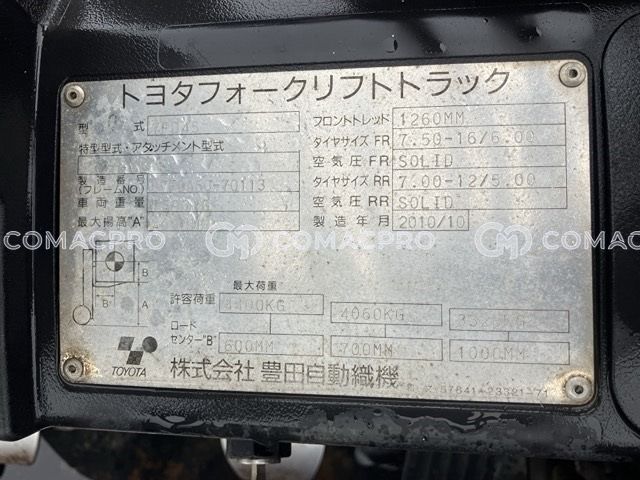 トヨタフォークリフトトラック
型式
フロントトレッド 1260MM
タイヤサイズ FR 7.50-16/6.00
特型型式・アタッチメント型式
空気圧 FR SOLID
製造番号
(フレームNO)
タイヤサイズ RR 7.00-12/5.00
車両重量
空気圧 RR SOLID
最大揚高"A"
製造年月 2010/10
COMACPRO COMACPRO COMACPRO
B
B'
A
最大荷重
許容荷重 4060KG
ロード
センター"B" 600MM 700MM 1000MM
TOYOTA 株式会社 豊田自動織機
57641-23321-71